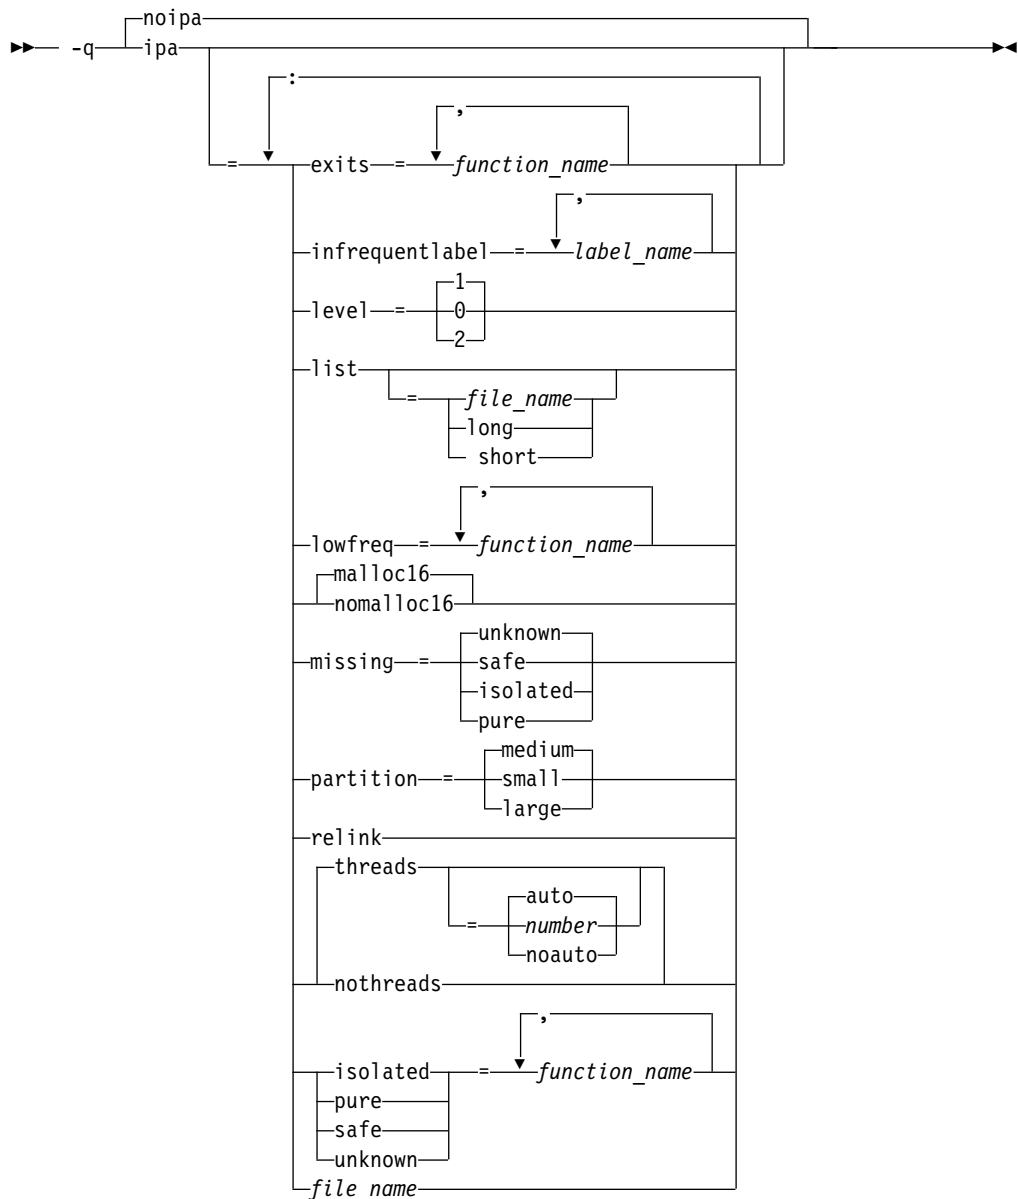 noipa
-q ipa
:
,
= exits = function_name
,
infrequentlabel = label_name
1
level = 0
2
list
= file_name
long
short
,
lowfreq = function_name
malloc16
nomalloc16
unknown
missing = safe
isolated
pure
medium
partition = small
large
relink
threads
auto
= number
noauto
nothreads
,
isolated = function_name
pure
safe
unknown
file_name